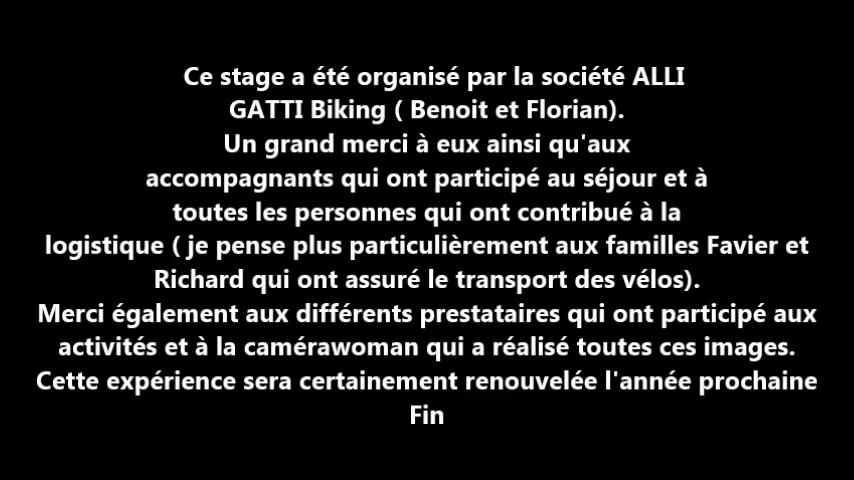 Ce stage a été organisé par la société ALLI
GATTI Biking ( Benoit et Florian).
Un grand merci à eux ainsi qu'aux
accompagnants qui ont participé au séjour et à
toutes les personnes qui ont contribué à la
logistique ( je pense plus particulièrement aux familles Favier et
Richard qui ont assuré le transport des vélos).
Merci également aux différents prestataires qui ont participé aux
activités et à la camérawoman qui a réalisé toutes ces images.
Cette expérience sera certainement renouvelée l'année prochaine
Fin